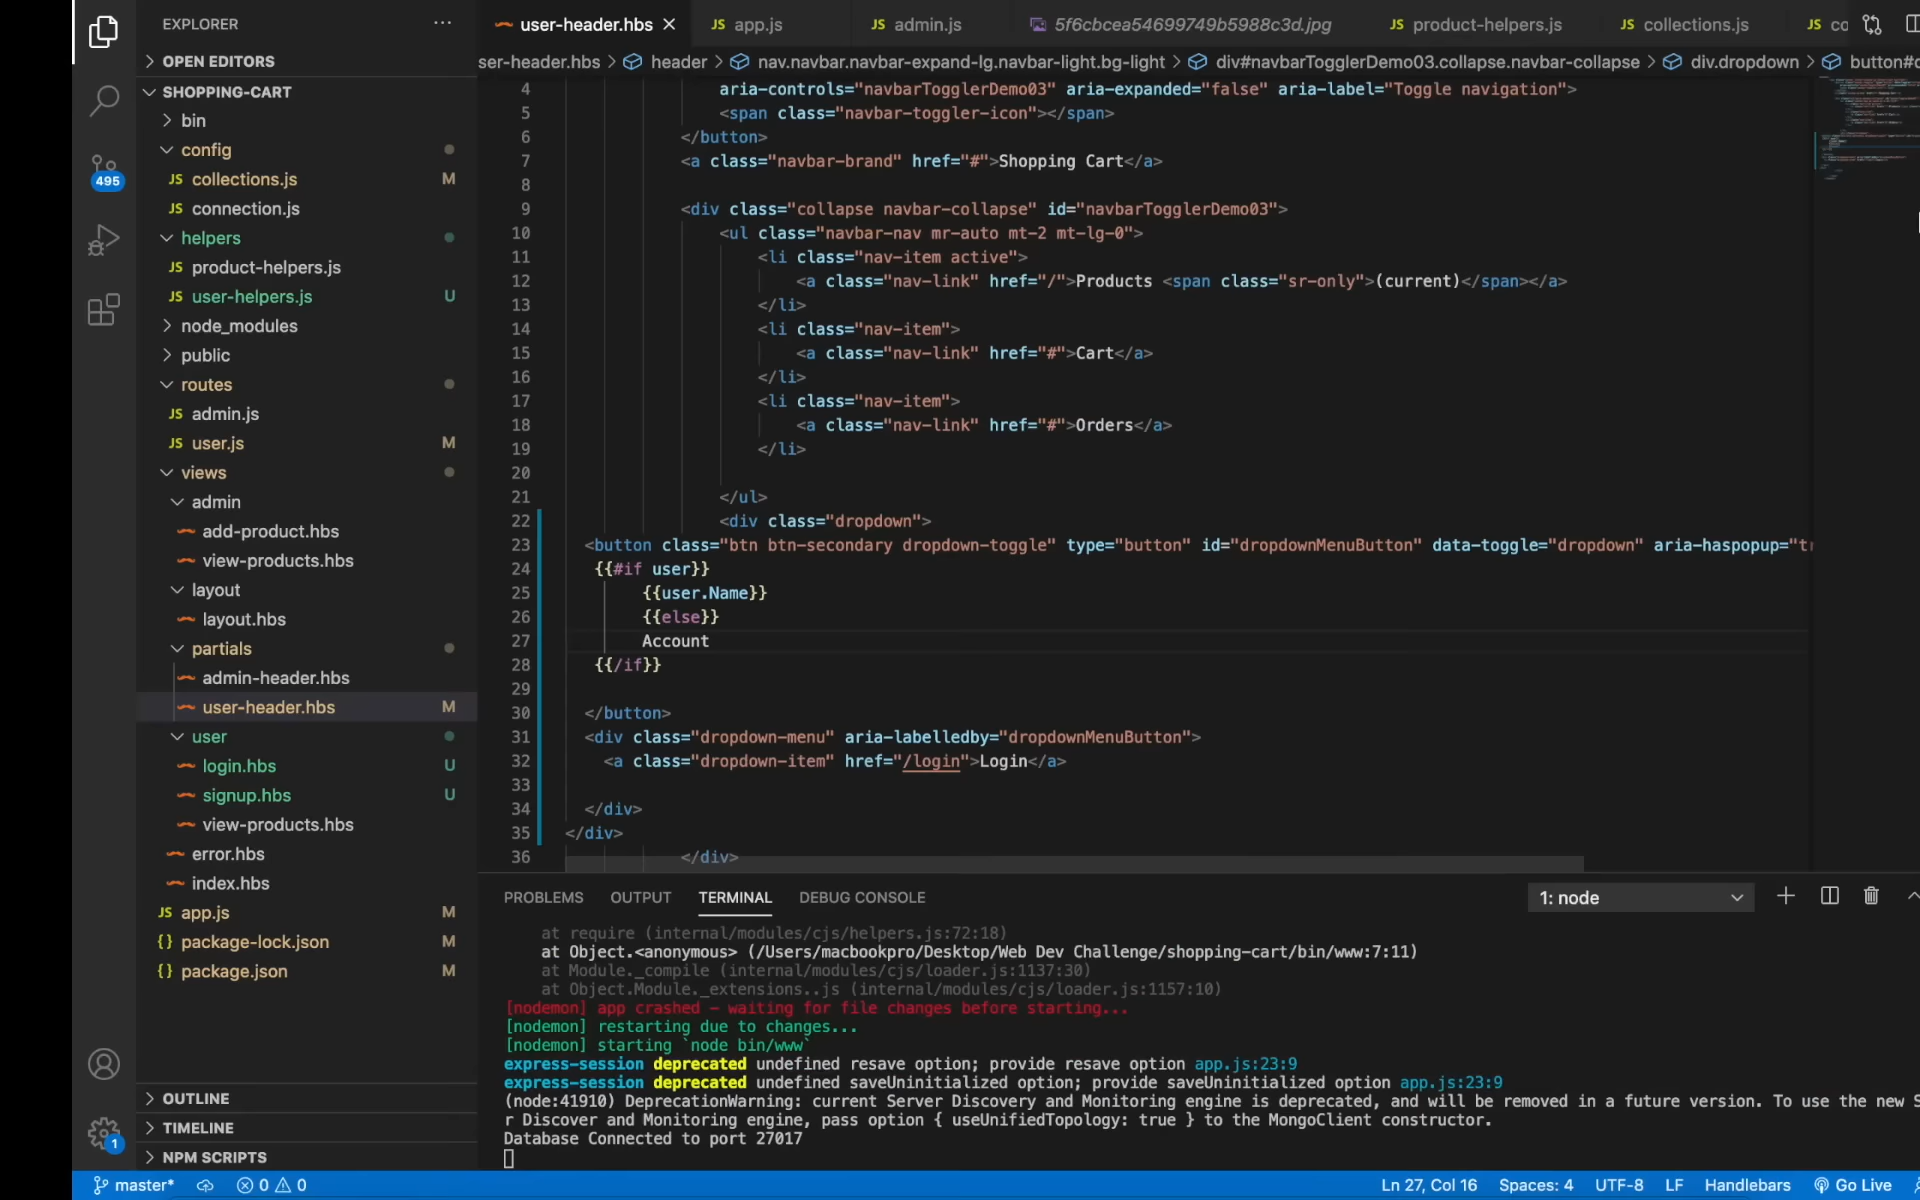 EXPLORER
OPEN EDITORS
SHOPPING-CART
bin
config
JS collections.js M
JS connection.js
helpers
JS product-helpers.js
JS user-helpers.js U
node_modules
public
routes
JS admin.js
JS user.js M
views
admin
add-product.hbs
view-products.hbs
layout
layout.hbs
partials
admin-header.hbs
user-header.hbs M
user
login.hbs U
signup.hbs U
view-products.hbs
error.hbs
index.hbs
JS app.js M
{} package-lock.json M
{} package.json M
OUTLINE
TIMELINE
NPM SCRIPTS
495
1
user-header.hbs JS app.js JS admin.js 5f6cbcea54699749b5988c3d.jpg JS product-helpers.js JS collections.js JS co
ser-header.hbs > header > nav.navbar.navbar-expand-lg.navbar-light.bg-light > div#navbarTogglerDemo03.collapse.navbar-collapse > div.dropdown > button#d
4 aria-controls="navbarTogglerDemo03" aria-expanded="false" aria-label="Toggle navigation">
5 <span class="navbar-toggler-icon"></span>
6 </button>
7 <a class="navbar-brand" href="#">Shopping Cart</a>
8
9 <div class="collapse navbar-collapse" id="navbarTogglerDemo03">
10 <ul class="navbar-nav mr-auto mt-2 mt-lg-0">
11 <li class="nav-item active">
12 <a class="nav-link" href="/">Products <span class="sr-only">(current)</span></a>
13 </li>
14 <li class="nav-item">
15 <a class="nav-link" href="#">Cart</a>
16 </li>
17 <li class="nav-item">
18 <a class="nav-link" href="#">Orders</a>
19 </li>
20
21 </ul>
22 <div class="dropdown">
23 <button class="btn btn-secondary dropdown-toggle" type="button" id="dropdownMenuButton" data-toggle="dropdown" aria-haspopup="tr
24 {{#if user}}
25 {{user.Name}}
26 {{else}}
27 Account
28 {{/if}}
29
30 </button>
31 <div class="dropdown-menu" aria-labelledby="dropdownMenuButton">
32 <a class="dropdown-item" href="/login">Login</a>
33
34 </div>
35 </div>
36 </div>
PROBLEMS OUTPUT TERMINAL DEBUG CONSOLE 1: node
at require (internal/modules/cjs/helpers.js:72:18)
at Object.<anonymous> (/Users/macbookpro/Desktop/Web Dev Challenge/shopping-cart/bin/www:7:11)
at Module._compile (internal/modules/cjs/loader.js:1137:30)
at Object.Module._extensions..js (internal/modules/cjs/loader.js:1157:10)
[nodemon] app crashed - waiting for file changes before starting...
[nodemon] restarting due to changes...
[nodemon] starting `node bin/www`
express-session deprecated undefined resave option; provide resave option app.js:23:9
express-session deprecated undefined saveUninitialized option; provide saveUninitialized option app.js:23:9
(node:41910) DeprecationWarning: current Server Discovery and Monitoring engine is deprecated, and will be removed in a future version. To use the new S
r Discover and Monitoring engine, pass option { useUnifiedTopology: true } to the MongoClient constructor.
Database Connected to port 27017
master* 0 0 Ln 27, Col 16 Spaces: 4 UTF-8 LF Handlebars Go Live